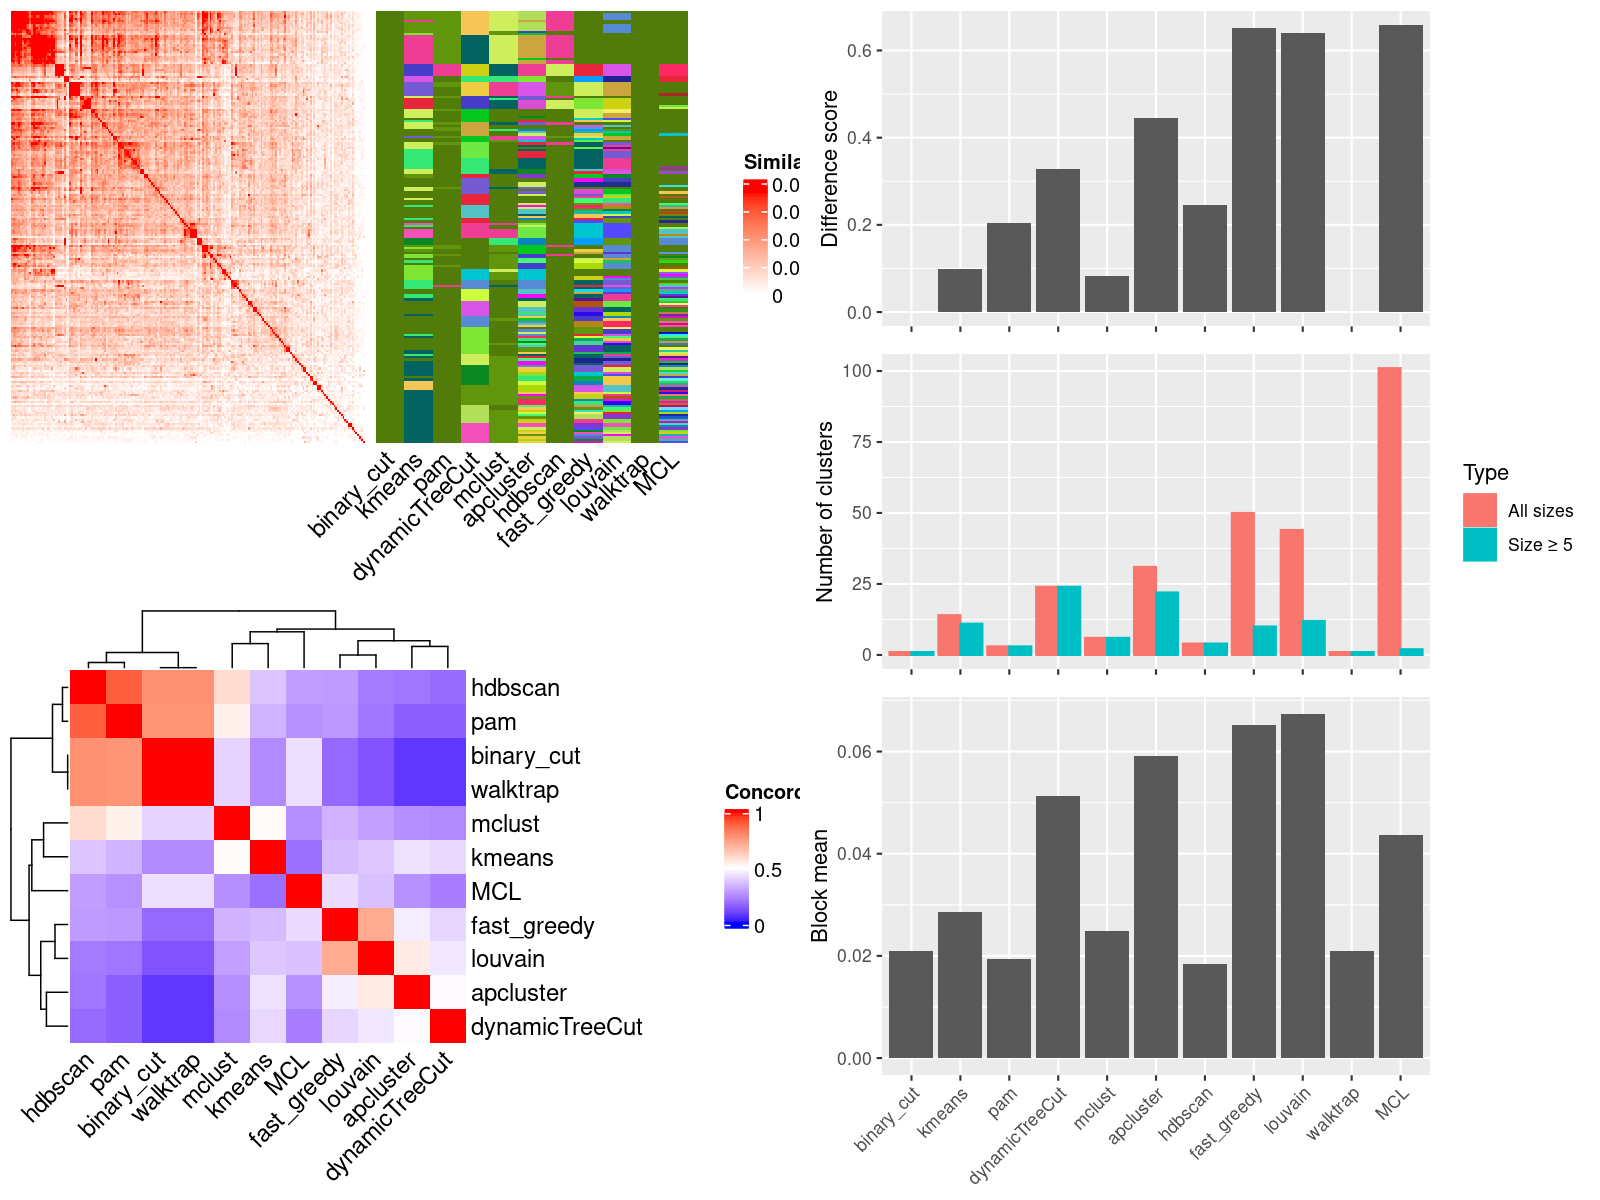 Simila
0.0
0.0
0.0
0.0
0
binary_cut
kmeans
pam
dynamicTreeCut
mclust
apcluster
hdbscan
fast_greedy
louvain
walktrap
MCL
hdbscan
pam
binary_cut
walktrap
mclust
kmeans
MCL
fast_greedy
louvain
apcluster
dynamicTreeCut
hdbscan
pam
binary_cut
walktrap
mclust
kmeans
MCL
fast_greedy
louvain
apcluster
dynamicTreeCut
Concord
1
0.5
0
Difference score
0.6
0.4
0.2
0.0
Number of clusters
100
75
50
25
0
Type
All sizes
Size ≥ 5
Block mean
0.06
0.04
0.02
0.00
binary_cut
kmeans
pam
dynamicTreeCut
mclust
apcluster
hdbscan
fast_greedy
louvain
walktrap
MCL